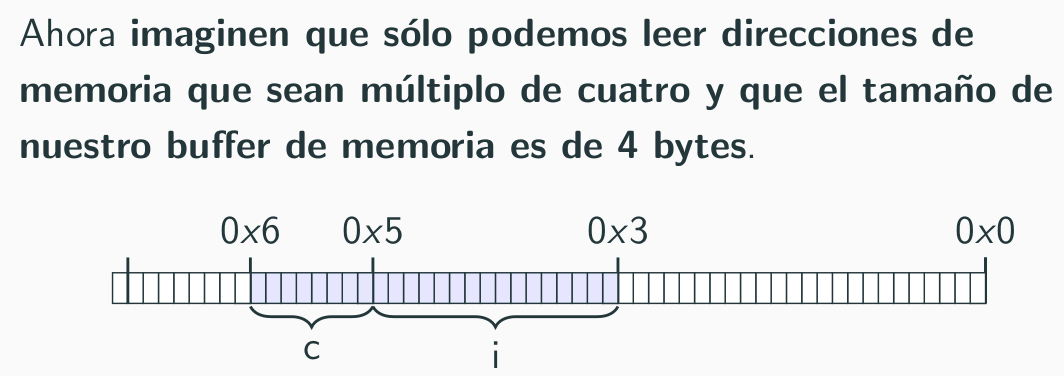 Ahora imaginen que sólo podemos leer direcciones de
memoria que sean múltiplo de cuatro y que el tamaño de
nuestro buffer de memoria es de 4 bytes.
0x6 0x5 0x3 0x0
c i